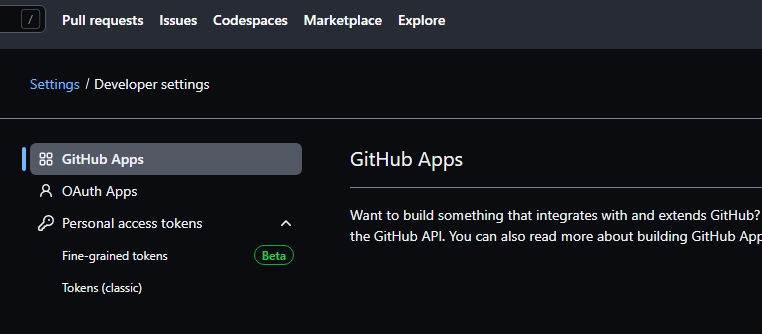 / Pull requests Issues Codespaces Marketplace Explore
Settings / Developer settings
GitHub Apps
OAuth Apps
Personal access tokens
Fine-grained tokens Beta
Tokens (classic)
GitHub Apps
Want to build something that integrates with and extends GitHub?
the GitHub API. You can also read more about building GitHub App